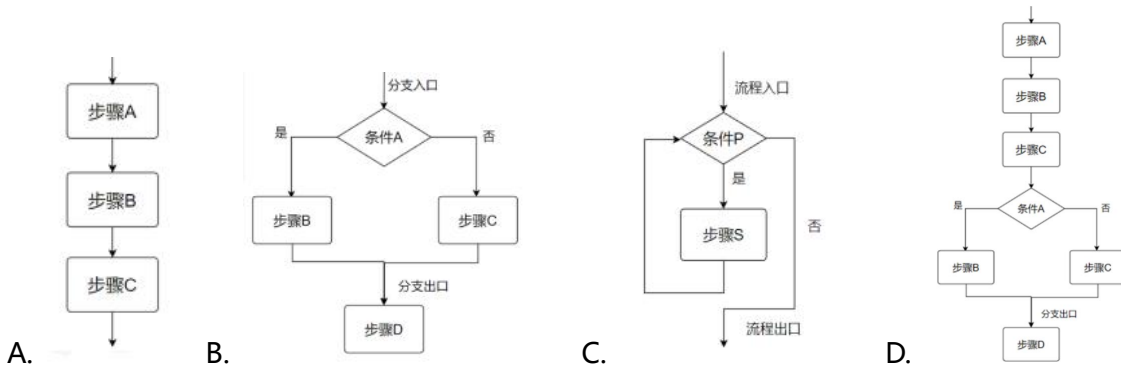 A.
步骤A
步骤B
步骤C
B.
分支入口
条件A
是
否
步骤B
步骤C
分支出口
步骤D
C.
流程入口
条件P
是
步骤S
否
流程出口
D.
步骤A
步骤B
步骤C
条件A
是
否
步骤B
步骤C
分支出口
步骤D